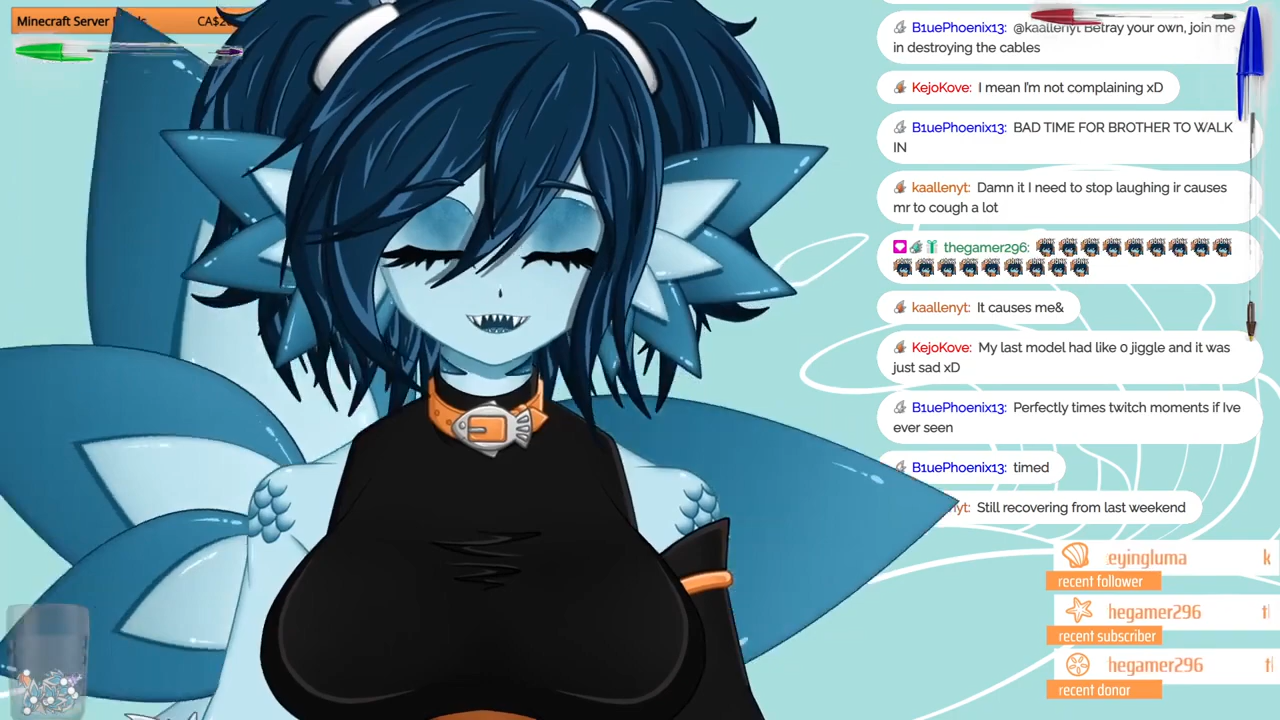 Minecraft Server
CA$2
B1uePhoenix13: @kaallenyt Betray your own, join me
in destroying the cables
KejoKove: I mean I'm not complaining xD
B1uePhoenix13: BAD TIME FOR BROTHER TO WALK
IN
kaallenyt: Damn it I need to stop laughing ir causes
mr to cough a lot
thegamer296:
kaallenyt: It causes me&
KejoKove: My last model had like 0 jiggle and it was
just sad xD
B1uePhoenix13: Perfectly times twitch moments if Ive
ever seen
B1uePhoenix13: timed
nyt: Still recovering from last weekend
eyingluma k
recent follower
hegamer296 t
recent subscriber
hegamer296
recent donor